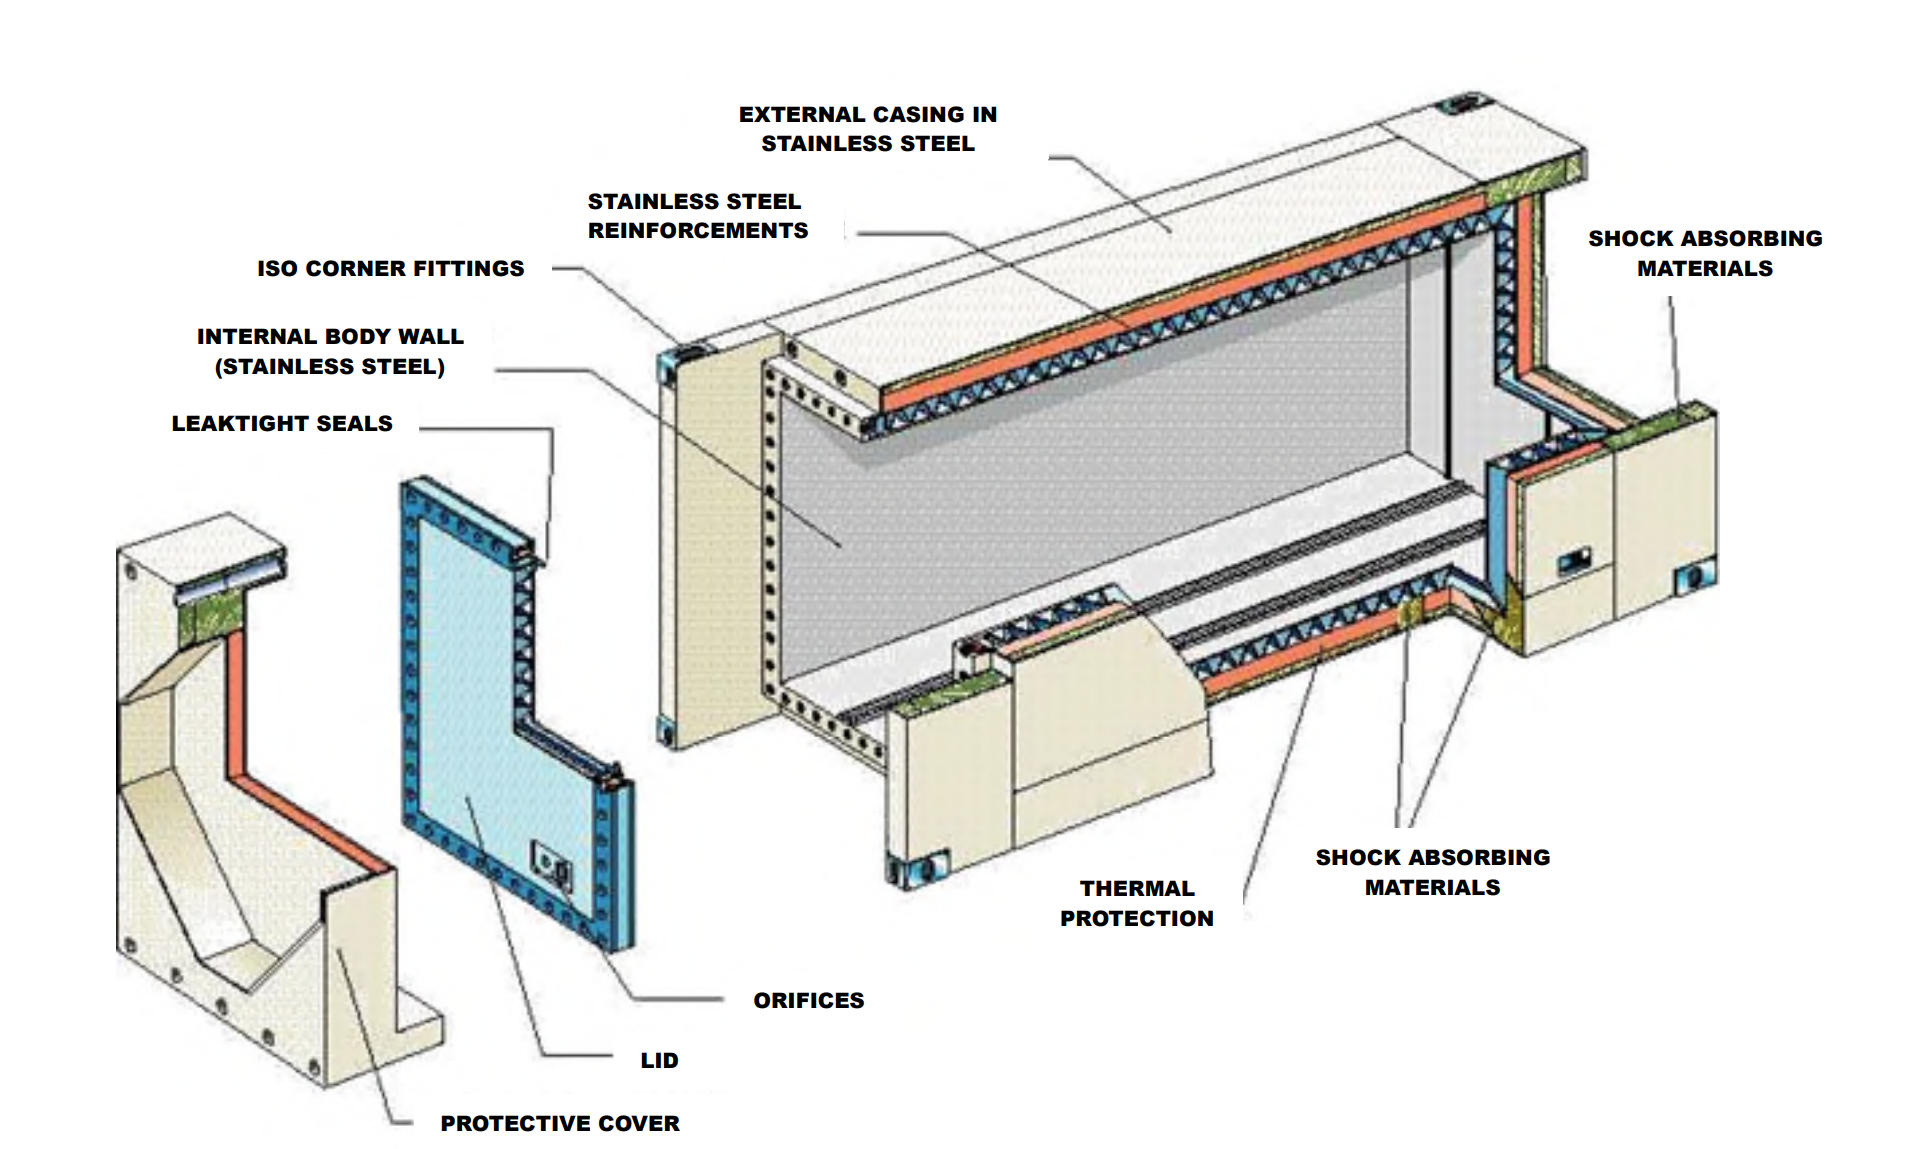 EXTERNAL CASING IN
STAINLESS STEEL
STAINLESS STEEL
REINFORCEMENTS
SHOCK ABSORBING
MATERIALS
ISO CORNER FITTINGS
INTERNAL BODY WALL
(STAINLESS STEEL)
LEAKTIGHT SEALS
SHOCK ABSORBING
MATERIALS
THERMAL
PROTECTION
ORIFICES
LID
PROTECTIVE COVER